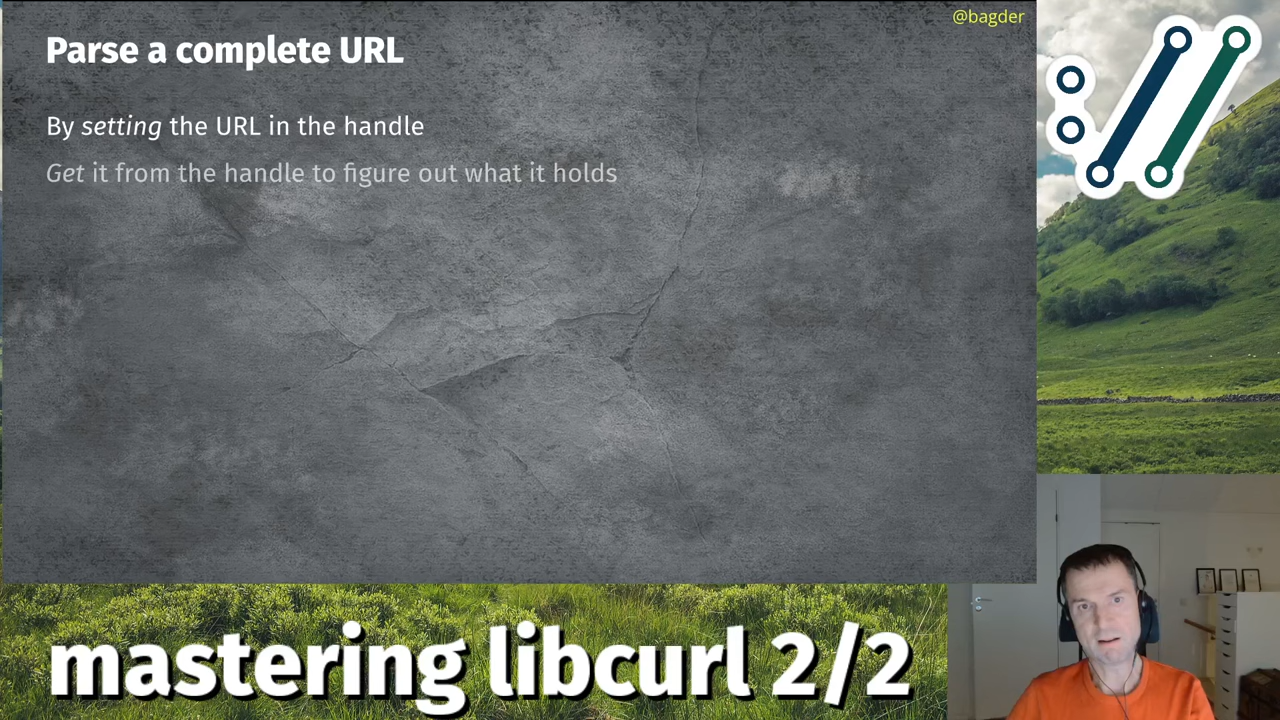 @bagder
Parse a complete URL
By setting the URL in the handle
Get it from the handle to figure out what it holds
mastering libcurl 2/2